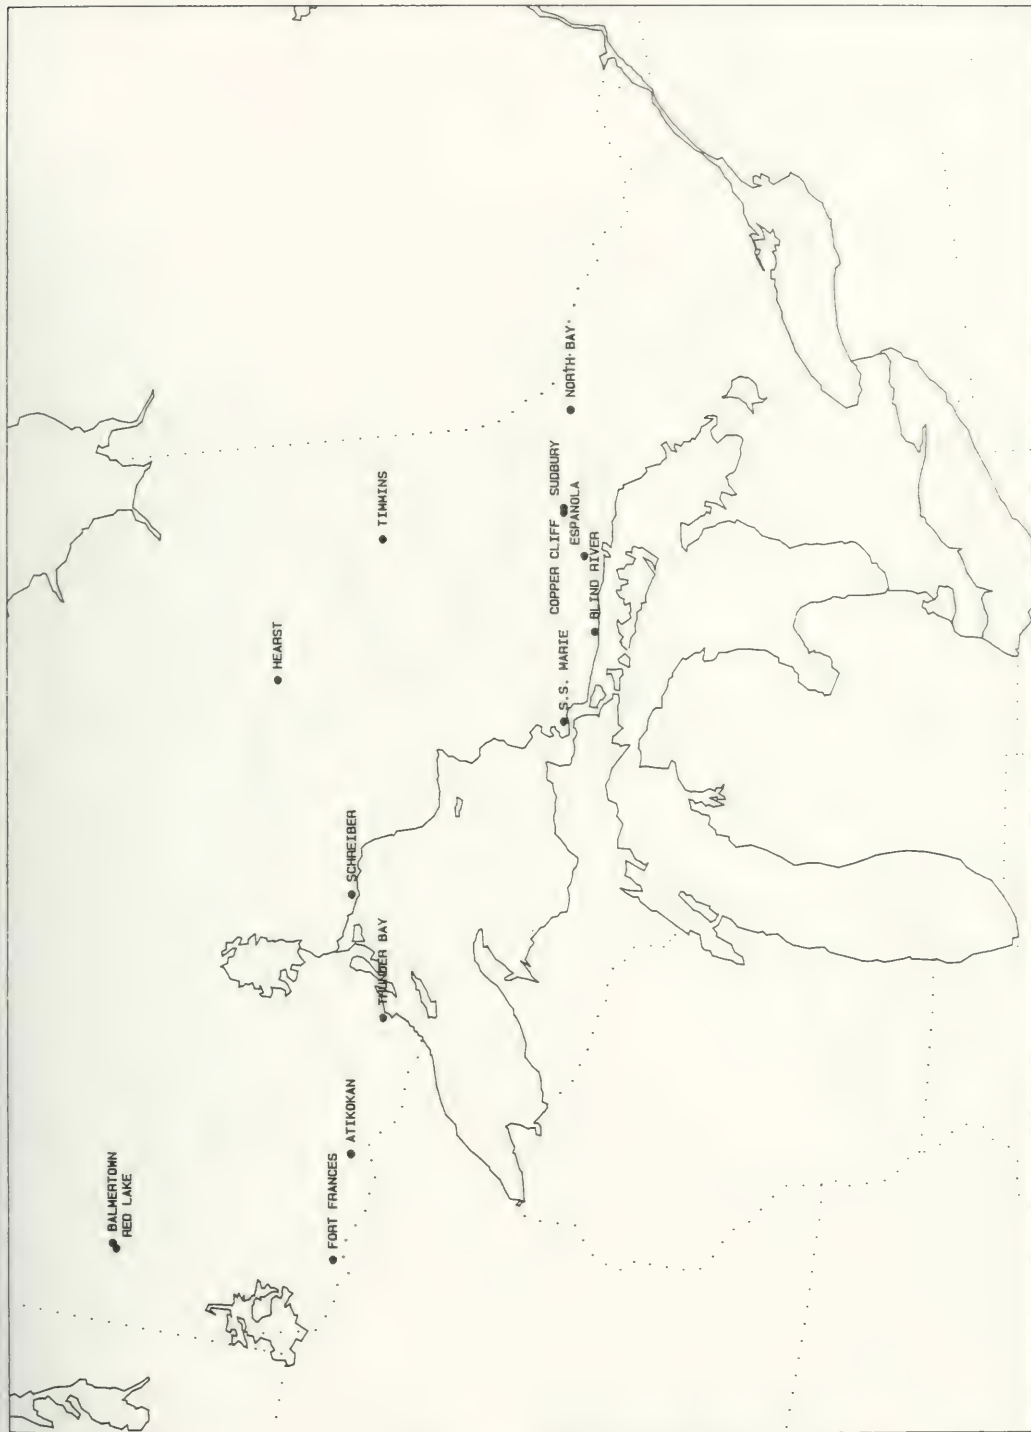 BALMERTOWN
RED LAKE
FORT FRANCES
ATIKOKAN
THUNDER BAY
SCHREIBER
HEARST
TIMMINS
S.S. MARIE
COPPER CLIFF
SUDBURY
ESPANOLA
BLIND RIVER
NORTH BAY